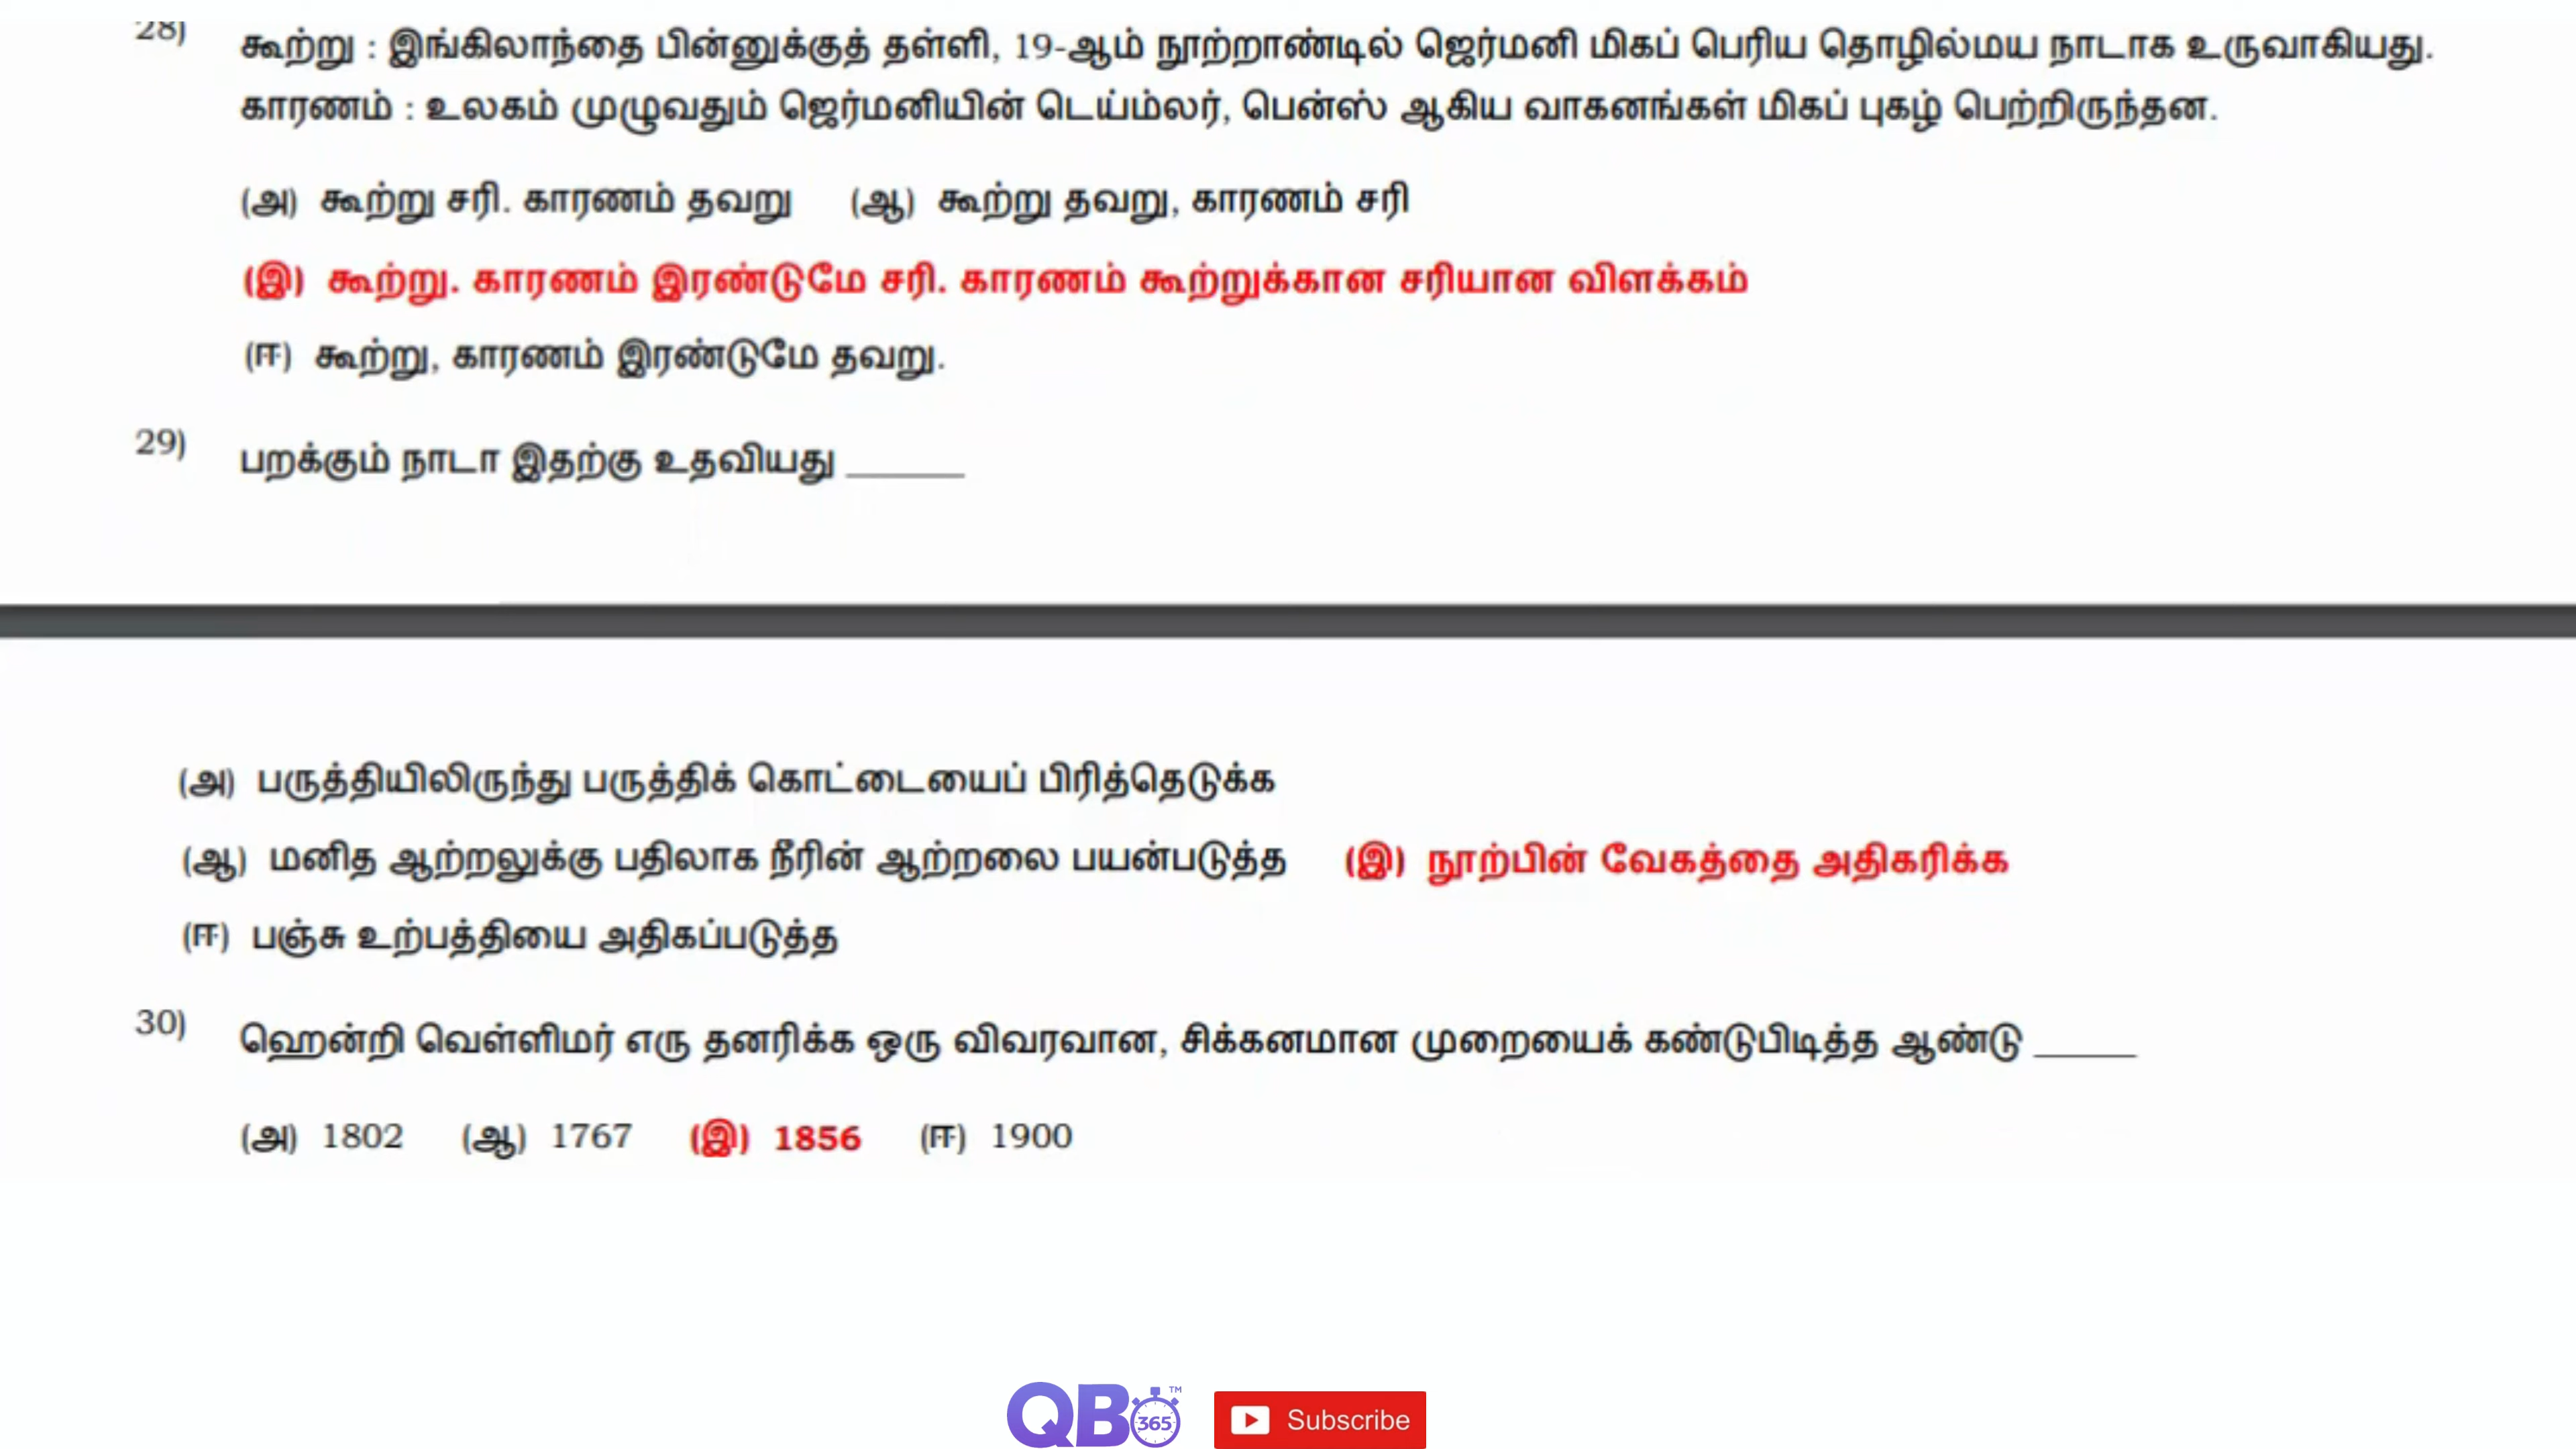 28)
கூற்று : இங்கிலாந்தை பின்னுக்குத் தள்ளி, 19-ஆம் நூற்றாண்டில் ஜெர்மனி மிகப் பெரிய தொழில்மய நாடாக உருவாகியது.
காரணம் : உலகம் முழுவதும் ஜெர்மனியின் டெய்ம்லர், பென்ஸ் ஆகிய வாகனங்கள் மிகப் புகழ் பெற்றிருந்தன.
(அ) கூற்று சரி. காரணம் தவறு (ஆ) கூற்று தவறு, காரணம் சரி
(இ) கூற்று. காரணம் இரண்டுமே சரி. காரணம் கூற்றுக்கான சரியான விளக்கம்
(ஈ) கூற்று, காரணம் இரண்டுமே தவறு.
29) பறக்கும் நாடா இதற்கு உதவியது ______
(அ) பருத்தியிலிருந்து பருத்திக் கொட்டையைப் பிரித்தெடுக்க
(ஆ) மனித ஆற்றலுக்கு பதிலாக நீரின் ஆற்றலை பயன்படுத்த (இ) நூற்பின் வேகத்தை அதிகரிக்க
(ஈ) பஞ்சு உற்பத்தியை அதிகப்படுத்த
30) ஹென்றி வெள்ளிமர் எரு தனரிக்க ஒரு விவரவான, சிக்கனமான முறையைக் கண்டுபிடித்த ஆண்டு _____
(அ) 1802 (ஆ) 1767 (இ) 1856 (ஈ) 1900
QB365™ Subscribe